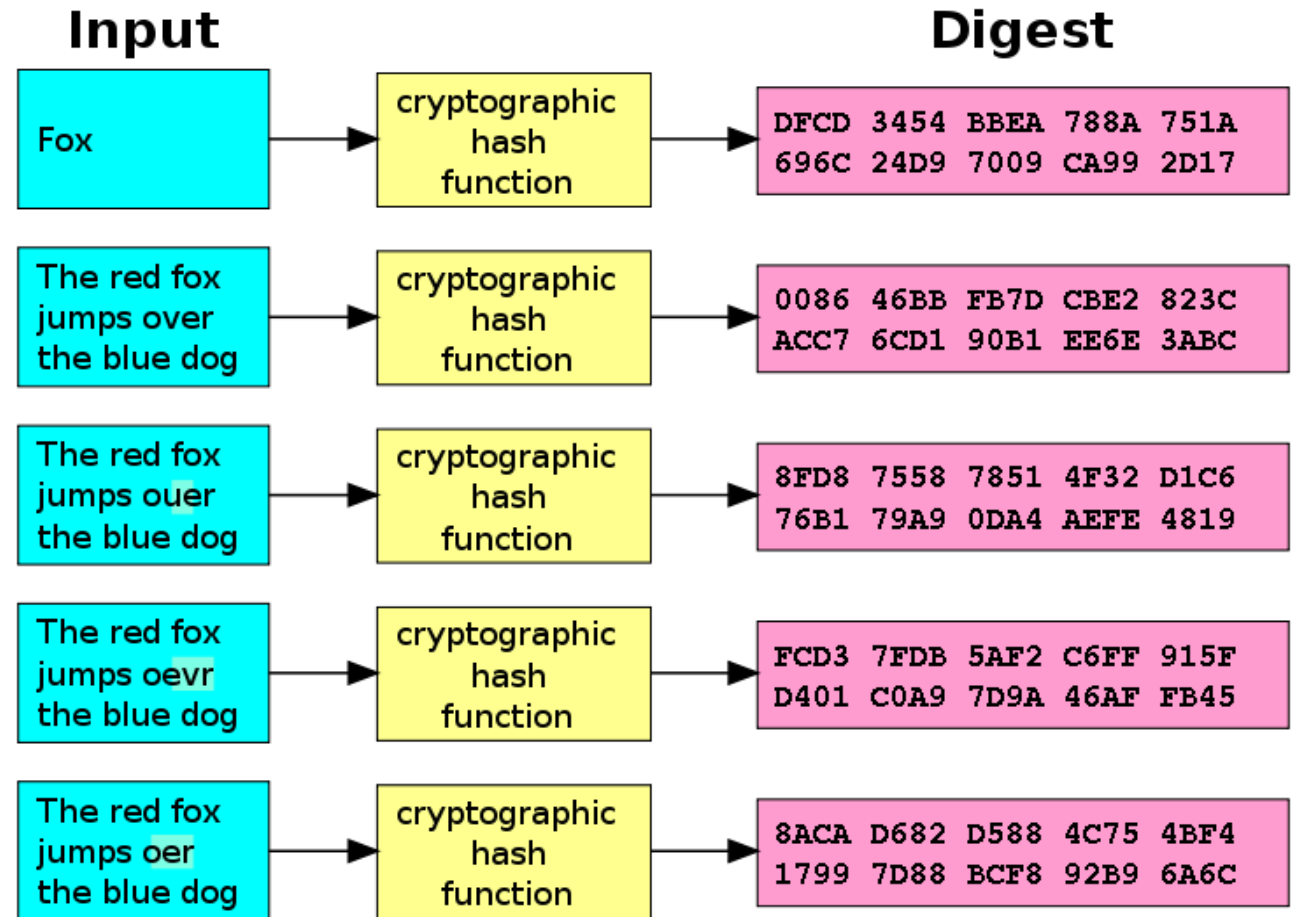 Input
Digest
Fox
cryptographic
hash
function
DFCD 3454 BBEA 788A 751A
696C 24D9 7009 CA99 2D17
The red fox
jumps over
the blue dog
cryptographic
hash
function
0086 46BB FB7D CBE2 823C
ACC7 6CD1 90B1 EE6E 3ABC
The red fox
jumps ouer
the blue dog
cryptographic
hash
function
8FD8 7558 7851 4F32 D1C6
76B1 79A9 0DA4 AEFE 4819
The red fox
jumps oevr
the blue dog
cryptographic
hash
function
FCD3 7FDB 5AF2 C6FF 915F
D401 C0A9 7D9A 46AF FB45
The red fox
jumps oer
the blue dog
cryptographic
hash
function
8ACA D682 D588 4C75 4BF4
1799 7D88 BCF8 92B9 6A6C